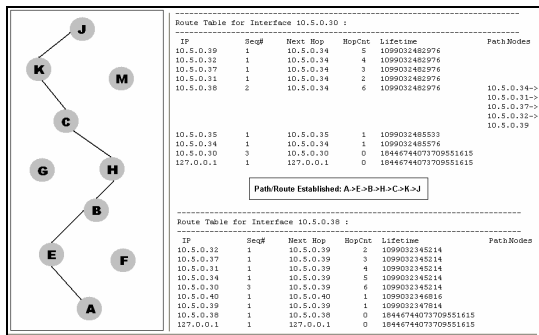 J
K
M
C
G
H
B
E
F
A
Route Table for Interface 10.5.0.30 :
IP Seq# Next Hop HopCnt Lifetime Path Nodes
10.5.0.39 1 10.5.0.34 5 1099032482976
10.5.0.32 1 10.5.0.34 4 1099032482976
10.5.0.37 1 10.5.0.34 3 1099032482976
10.5.0.31 1 10.5.0.34 2 1099032482976
10.5.0.38 2 10.5.0.34 6 1099032482976 10.5.0.34->
10.5.0.31->
10.5.0.37->
10.5.0.32->
10.5.0.39
10.5.0.35 1 10.5.0.35 1 1099032485533
10.5.0.34 1 10.5.0.34 1 1099032485576
10.5.0.30 3 10.5.0.30 0 18446744073709551615
127.0.0.1 1 127.0.0.1 0 18446744073709551615
Path/Route Established: A->E->B->H->C->K->J
Route Table for Interface 10.5.0.38 :
IP Seq# Next Hop HopCnt Lifetime Path Nodes
10.5.0.32 1 10.5.0.39 2 1099032345214
10.5.0.37 1 10.5.0.39 3 1099032345214
10.5.0.31 1 10.5.0.39 4 1099032345214
10.5.0.34 1 10.5.0.39 5 1099032345214
10.5.0.30 3 10.5.0.39 6 1099032345214
10.5.0.40 1 10.5.0.40 1 1099032346816
10.5.0.39 1 10.5.0.39 1 1099032347814
10.5.0.38 1 10.5.0.38 0 18446744073709551615
127.0.0.1 1 127.0.0.1 0 18446744073709551615